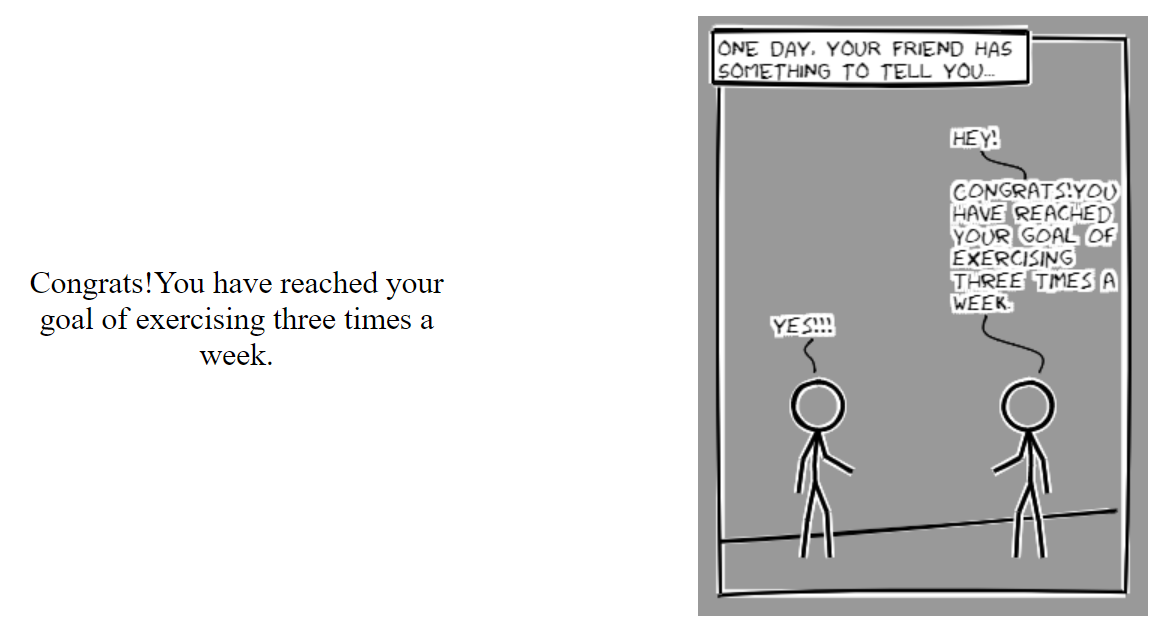 Congrats!You have reached your
goal of exercising three times a
week.
ONE DAY, YOUR FRIEND HAS
SOMETHING TO TELL YOU...
HEY!
CONGRATS!YOU
HAVE REACHED
YOUR GOAL OF
EXERCISING
THREE TIMES A
WEEK.
YES!!!